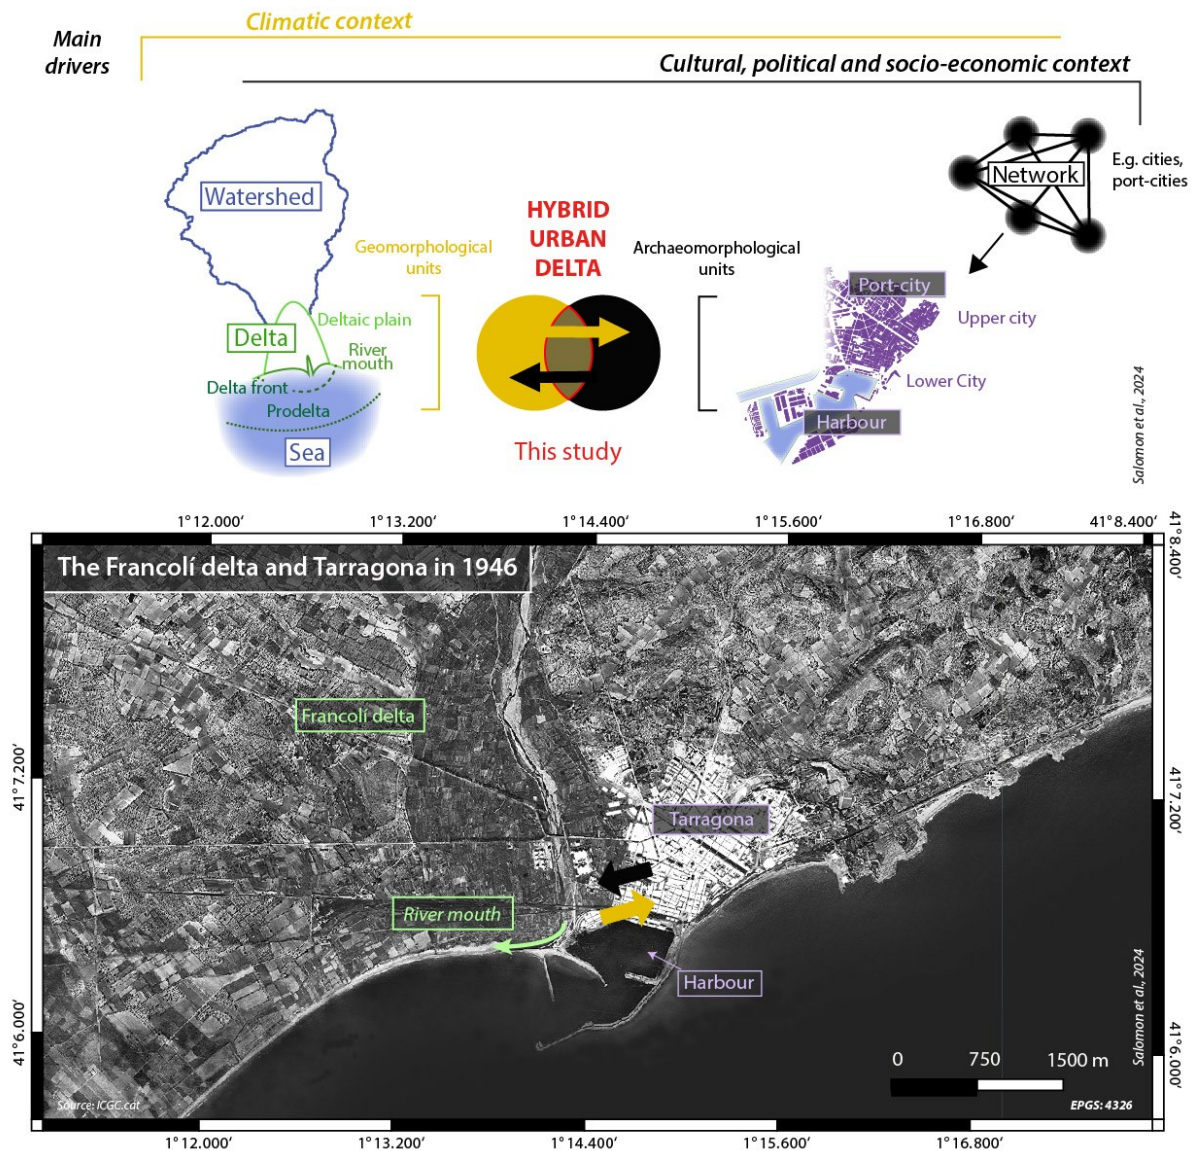 Climatic context
Main
drivers
Cultural, political and socio-economic context
E.g. cities,
port-cities
Network
Watershed
HYBRID
URBAN
DELTA
Geomorphological
units
Archaeomorphological
units
Port-city
Upper city
Deltaic plain
Delta
River
mouth
Delta front
Lower City
Prodelta
Harbour
Sea
This study
Salomon et al., 2024
1°12.000′
1°13.200′
1°14.400′
1°15.600′
1°16.800′
41°8.400′
41°8.400′
The Francolí delta and Tarragona in 1946
Francolí delta
41°7.200′
41°7.200′
Tarragona
River mouth
Harbour
Salomon et al., 2024
41°6.000′
41°6.000′
0
750
1500 m
Source: ICGC.cat
EPGS: 4326
1°12.000′
1°13.200′
1°14.400′
1°15.600′
1°16.800′